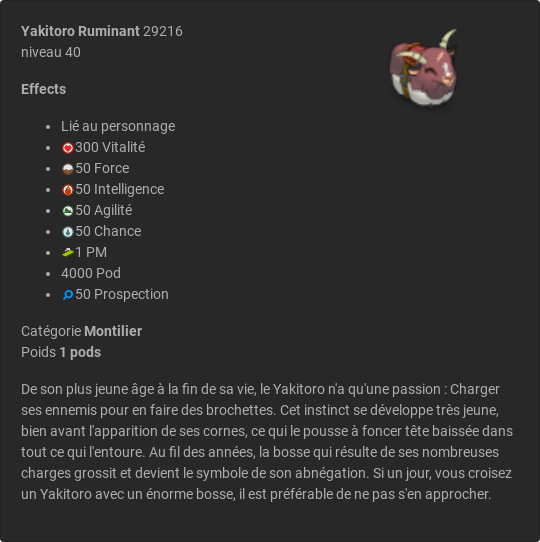 Yakitoro Ruminant 29216
niveau 40
Effects
Lié au personnage
300 Vitalité
50 Force
50 Intelligence
50 Agilité
50 Chance
1 PM
4000 Pod
50 Prospection
Catégorie Montilier
Poids 1 pods
De son plus jeune âge à la fin de sa vie, le Yakitoro n'a qu'une passion : Charger
ses ennemis pour en faire des brochettes. Cet instinct se développe très jeune,
bien avant l'apparition de ses cornes, ce qui le pousse à foncer tête baissée dans
tout ce qui l'entoure. Au fil des années, la bosse qui résulte de ses nombreuses
charges grossit et devient le symbole de son abnégation. Si un jour, vous croisez
un Yakitoro avec un énorme bosse, il est préférable de ne pas s'en approcher.